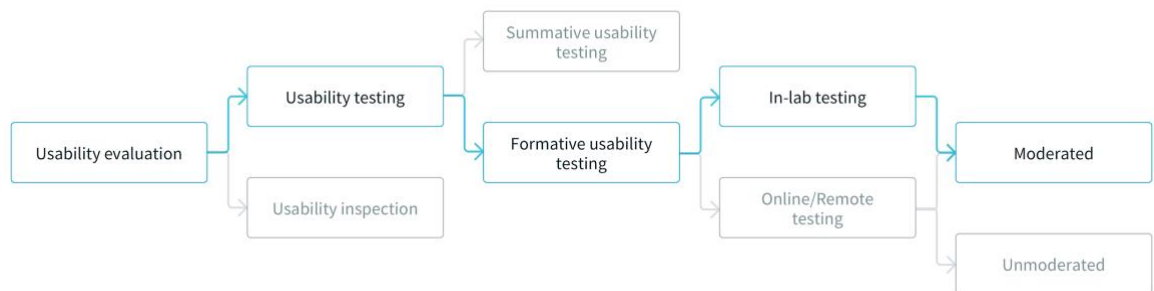 Summative usability
testing
Usability testing
In-lab testing
Usability evaluation
Formative usability
testing
Moderated
Usability inspection
Online/Remote
testing
Unmoderated